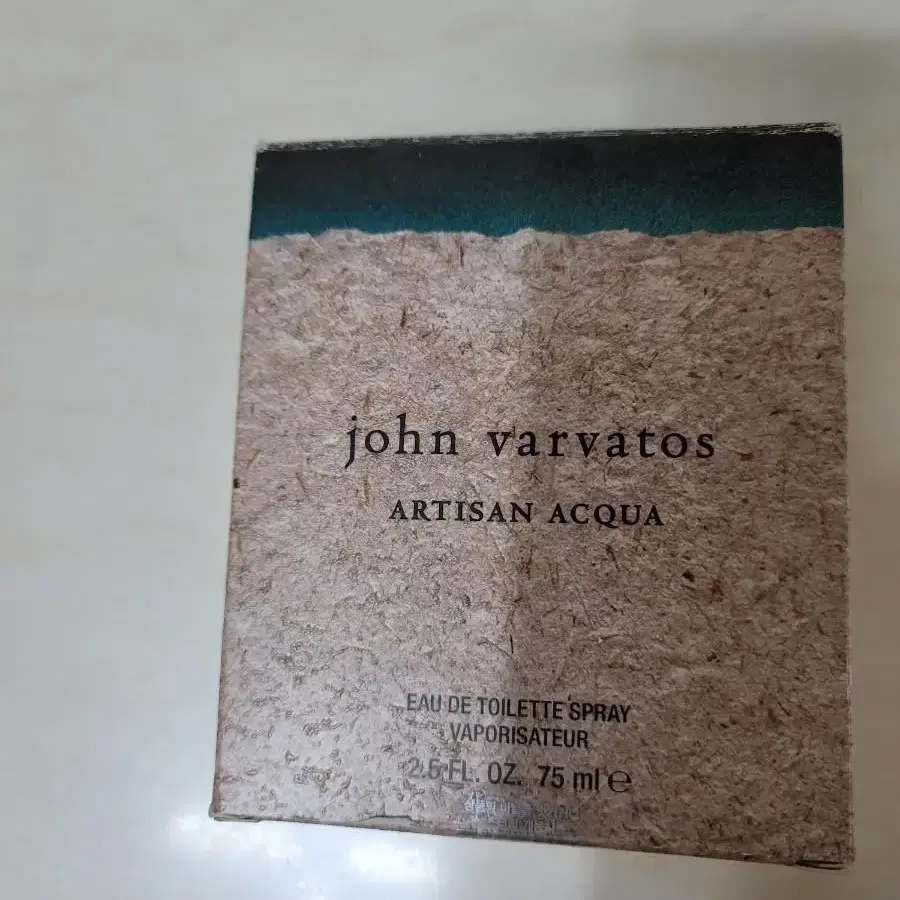 john varvatos
ARTISAN ACQUA
EAU DE TOILETTE SPRAY
VAPORISATEUR
2.5 FL. OZ. 75 ml ℮